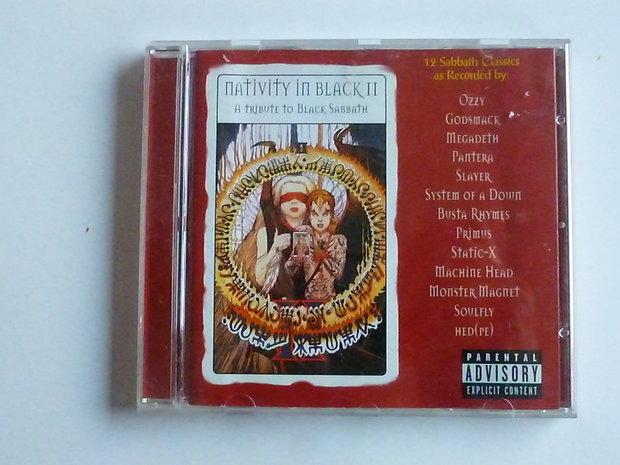 Nativity in Black II
A tribute to Black Sabbath
12 Sabbath Classics
as Recorded by:
Ozzy
Godsmack
Megadeth
Pantera
Slayer
System of a Down
Busta Rhymes
Primus
Static-X
Machine Head
Monster Magnet
Soulfly
hed(pe)
PARENTAL
ADVISORY
EXPLICIT CONTENT